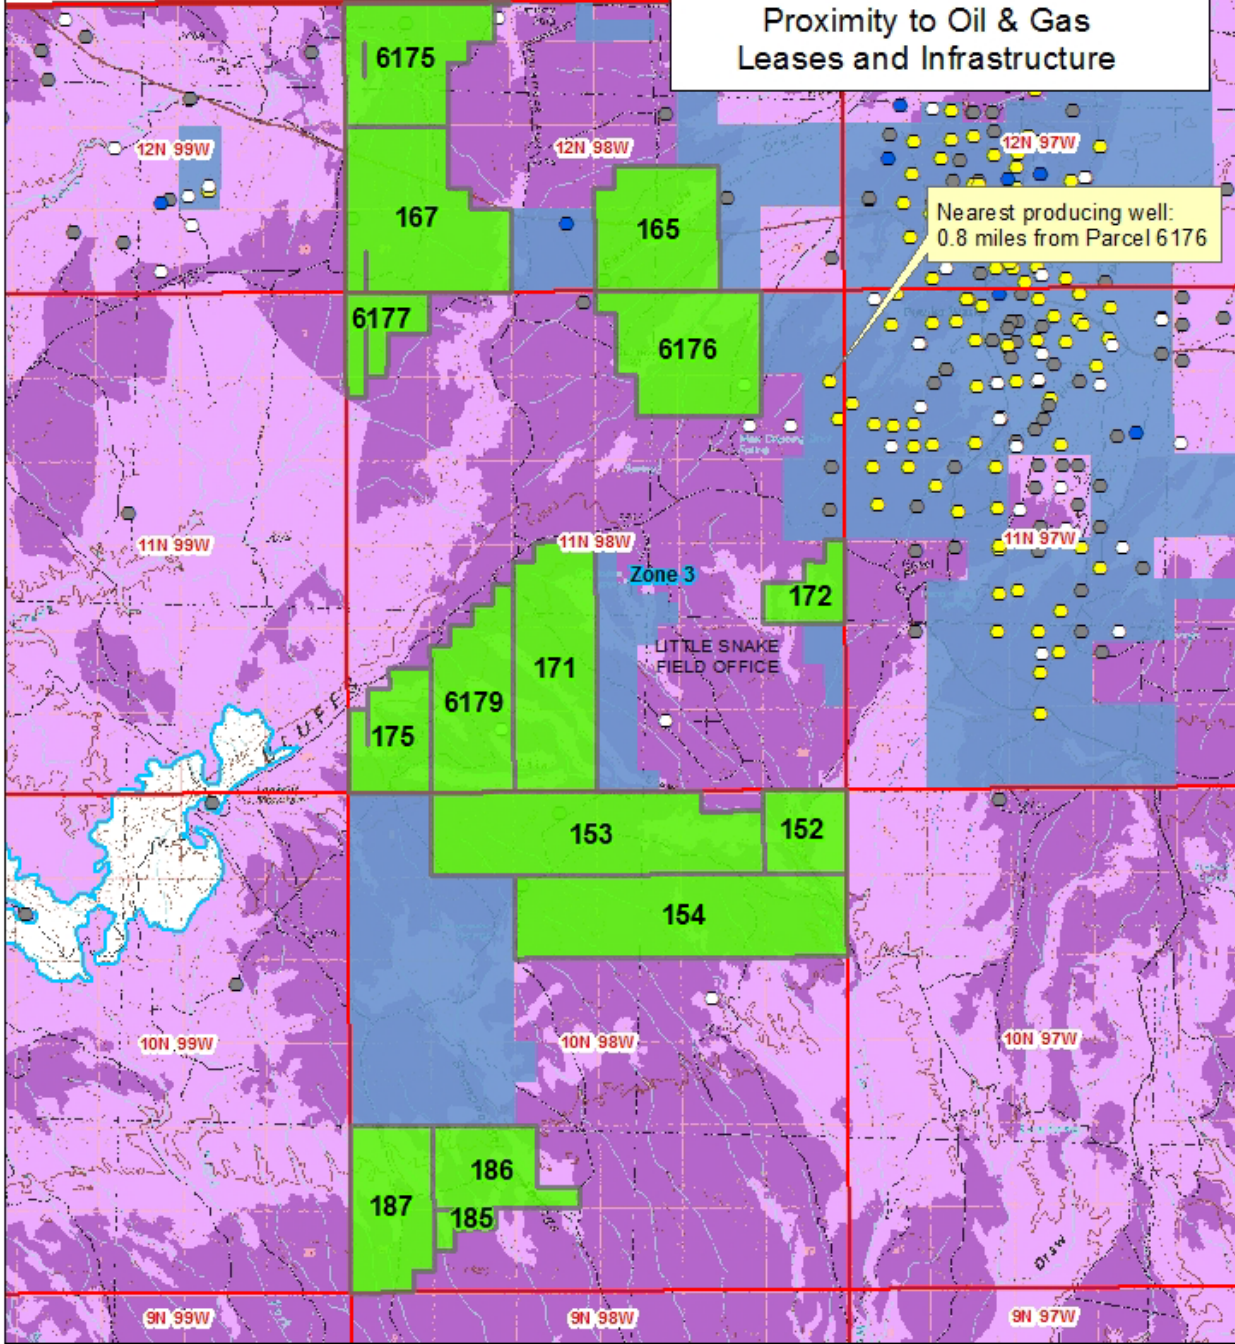 Proximity to Oil & Gas
Leases and Infrastructure
6175
12N 99W
12N 98W
12N 97W
167
165
Nearest producing well:
0.8 miles from Parcel 6176
6177
6176
11N 99W
11N 98W
11N 97W
Zone 3
172
LITTLE SNAKE
FIELD OFFICE
171
6179
175
BLUFFS
153
152
154
10N 99W
10N 98W
10N 97W
186
187
185
Draw
9N 99W
9N 98W
9N 97W